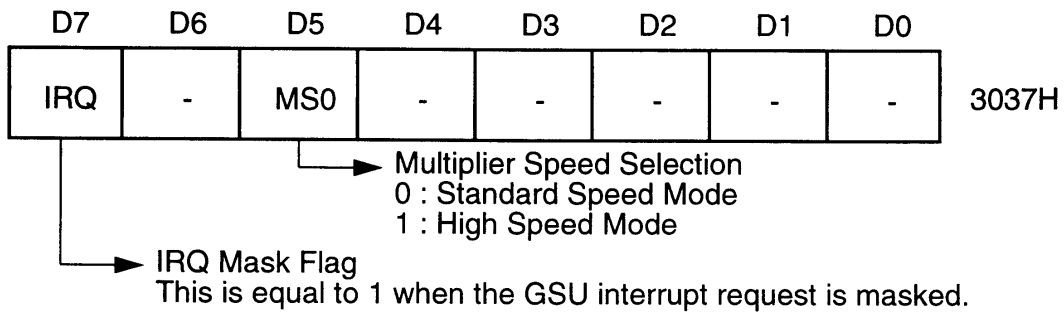 D7 D6 D5 D4 D3 D2 D1 D0
IRQ - MS0 - - - - - 3037H
Multiplier Speed Selection
0 : Standard Speed Mode
1 : High Speed Mode
IRQ Mask Flag
This is equal to 1 when the GSU interrupt request is masked.